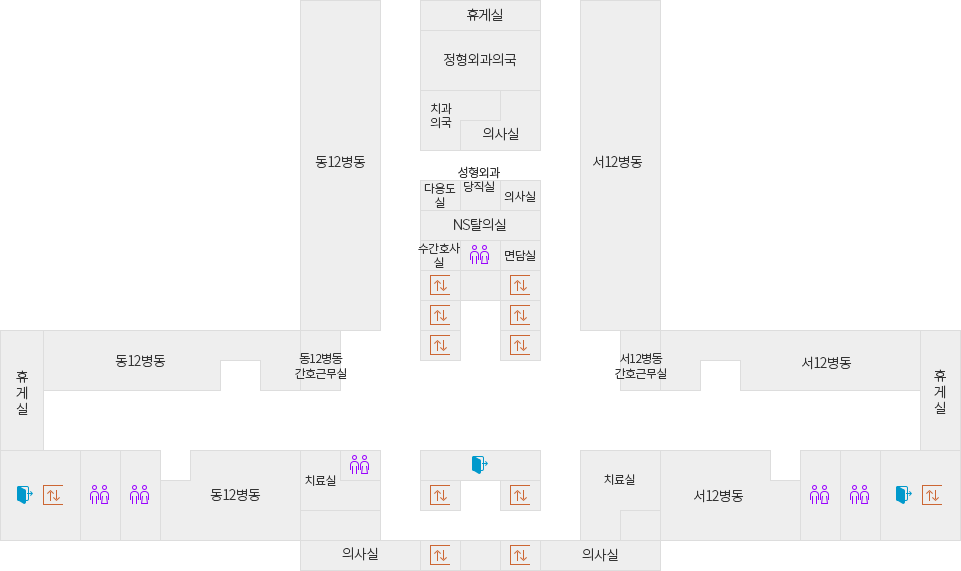 휴게실
정형외과의국
치과
의국
의사실
동12병동
서12병동
성형외과
당직실
다용도
실
의사실
NS탈의실
수간호사
실
면담실
동12병동
동12병동
간호근무실
서12병동
간호근무실
서12병동
휴
게
실
휴
게
실
치료실
동12병동
치료실
서12병동
의사실
의사실